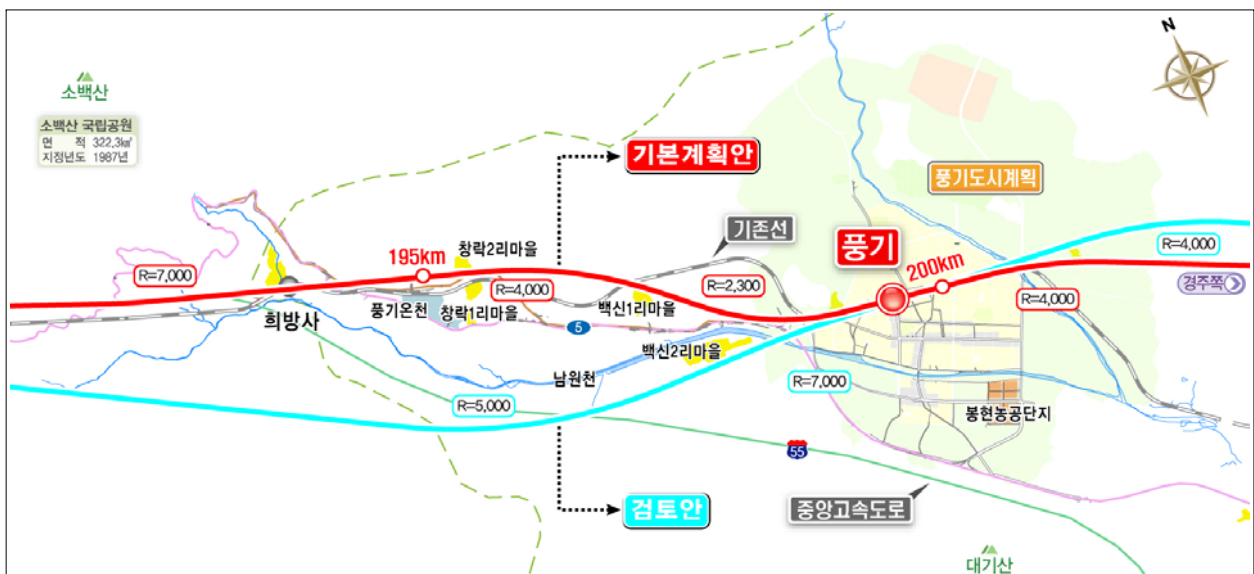 N
소백산
소백산 국립공원
면 적 322.3㎢
지정년도 1987년
기본계획안
풍기도시계획
기존선
풍기
R=4,000
195km
창락2리마을
200km
R=7,000
R=4,000
R=2,300
R=4,000
경주쪽
풍기온천
창락1리마을
백신1리마을
희방사
5
백신2리마을
남원천
R=7,000
R=5,000
봉현농공단지
55
검토안
중앙고속도로
대기산